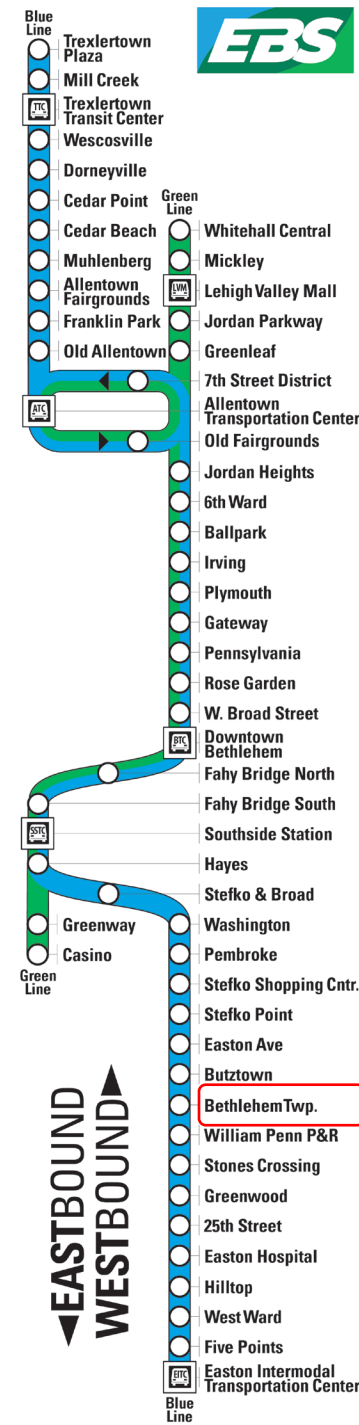 Blue
Line
EBS
Trexlertown
Plaza
Mill Creek
TTC
Trexlertown
Transit Center
Wescosville
Dorneyville
Cedar Point
Cedar Beach
Muhlenberg
Allentown
Fairgrounds
Franklin Park
Old Allentown
Green
Line
Whitehall Central
Mickley
LVM
Lehigh Valley Mall
Jordan Parkway
Greenleaf
7th Street District
ATC
Allentown
Transportation Center
Old Fairgrounds
Jordan Heights
6th Ward
Ballpark
Irving
Plymouth
Gateway
Pennsylvania
Rose Garden
W. Broad Street
BTC
Downtown
Bethlehem
Fahy Bridge North
Fahy Bridge South
SSTC
Southside Station
Hayes
Stefko & Broad
Greenway
Casino
Green
Line
Washington
Pembroke
Stefko Shopping Cntr.
Stefko Point
Easton Ave
Butztown
Bethlehem Twp.
William Penn P&R
Stones Crossing
Greenwood
25th Street
Easton Hospital
Hilltop
West Ward
Five Points
EITC
Easton Intermodal
Transportation Center
Blue
Line
EASTBOUND
WESTBOUND